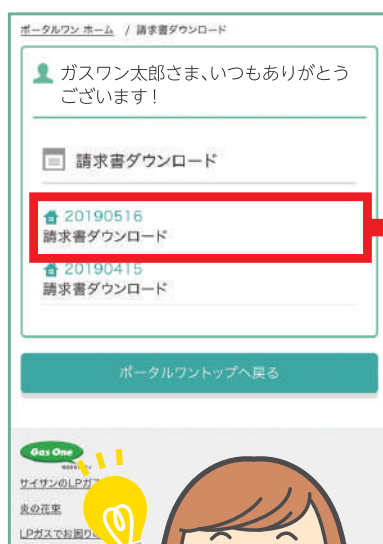 ポータルワン ホーム / 請求書ダウンロード
ガスワン太郎さま、いつもありがとう
ございます！
請求書ダウンロード
20190516
請求書ダウンロード
20190415
請求書ダウンロード
ポータルワントップへ戻る
Gas One
サイサンのLPガ
炎の花束
LPガスでお困り